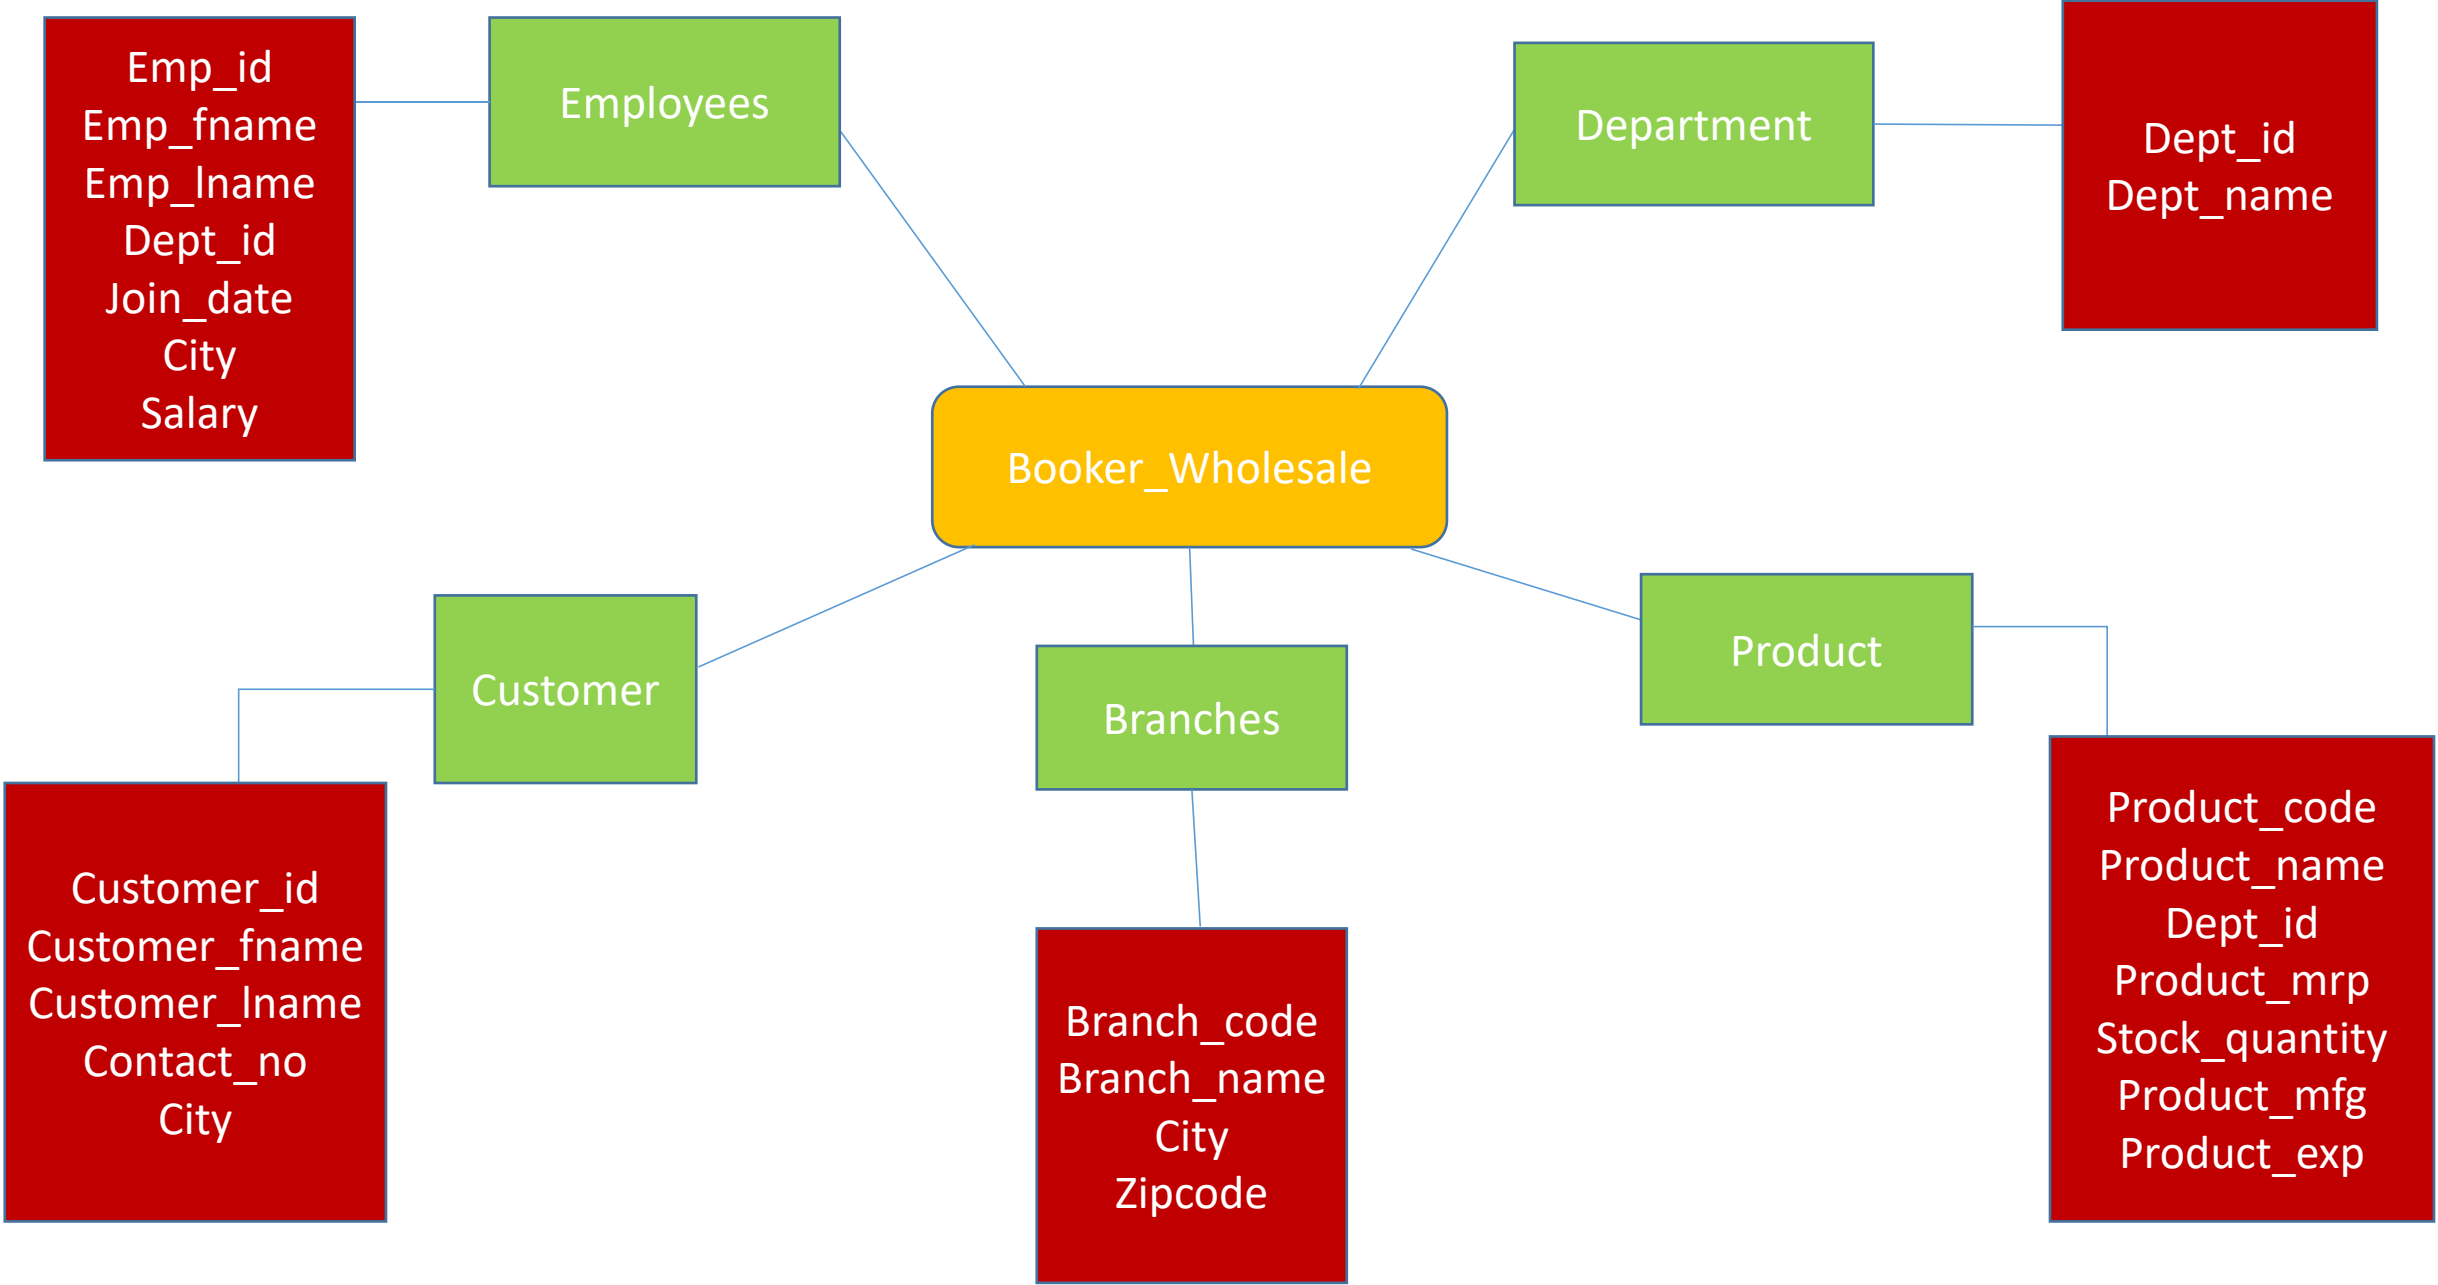 Emp_id
Emp_fname
Emp_lname
Dept_id
Join_date
City
Salary
Employees
Department
Dept_id
Dept_name
Booker_Wholesale
Customer
Branches
Product
Customer_id
Customer_fname
Customer_lname
Contact_no
City
Branch_code
Branch_name
City
Zipcode
Product_code
Product_name
Dept_id
Product_mrp
Stock_quantity
Product_mfg
Product_exp